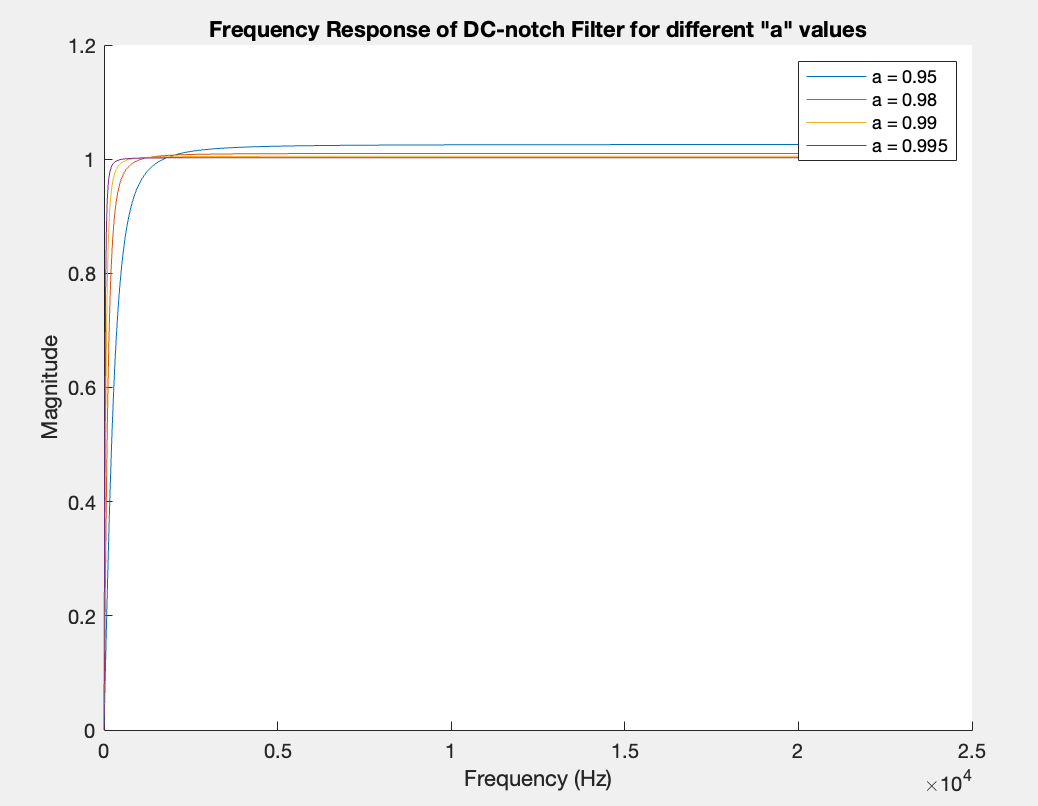 Frequency Response of DC-notch Filter for different "a" values
1.2
1
0.8
0.6
0.4
0.2
0
Magnitude
a = 0.95
a = 0.98
a = 0.99
a = 0.995
0 0.5 1 1.5 2 2.5
Frequency (Hz)
×10⁴